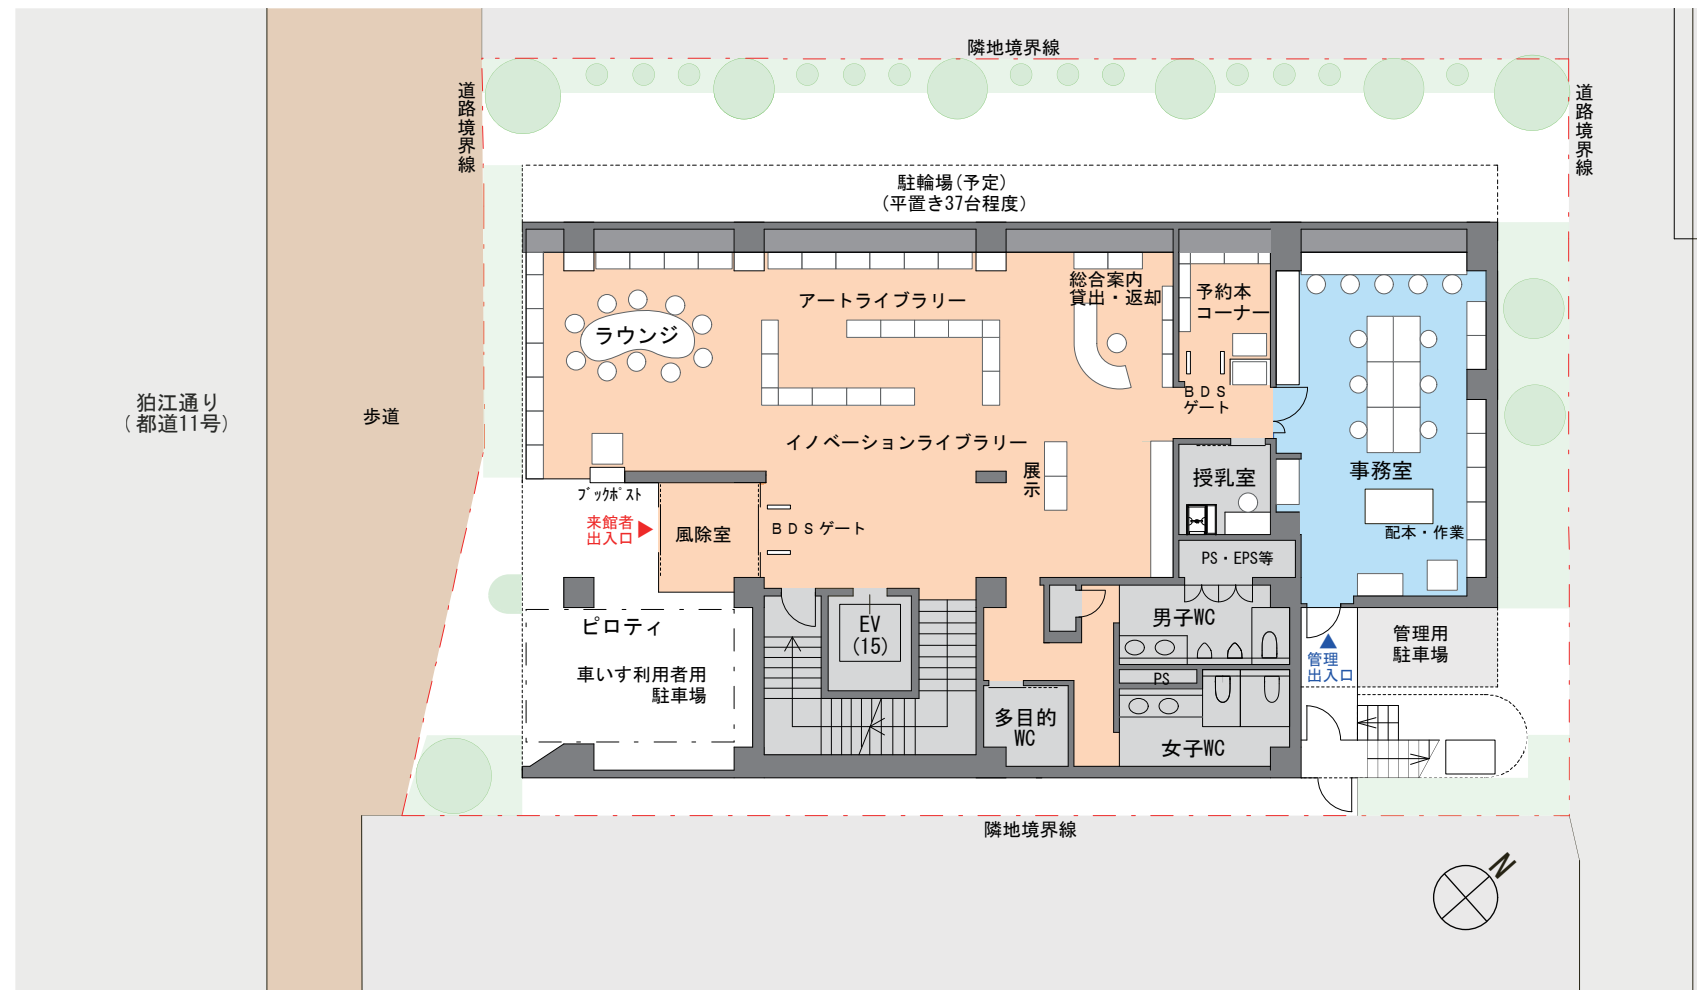 隣地境界線
道路境界線
道路境界線
駐輪場(予定)
(平置き37台程度)
総合案内
貸出・返却
予約本
コーナー
アートライブラリー
ラウンジ
BDS
ゲート
狛江通り
(都道11号)
歩道
イノベーションライブラリー
展示
授乳室
事務室
ブックポスト
来館者
出入口
風除室
BDSゲート
配本・作業
PS・EPS等
ピロティ
EV
(15)
男子WC
管理用
駐車場
管理
出入口
車いす利用者用
駐車場
PS
多目的
WC
女子WC
隣地境界線
N